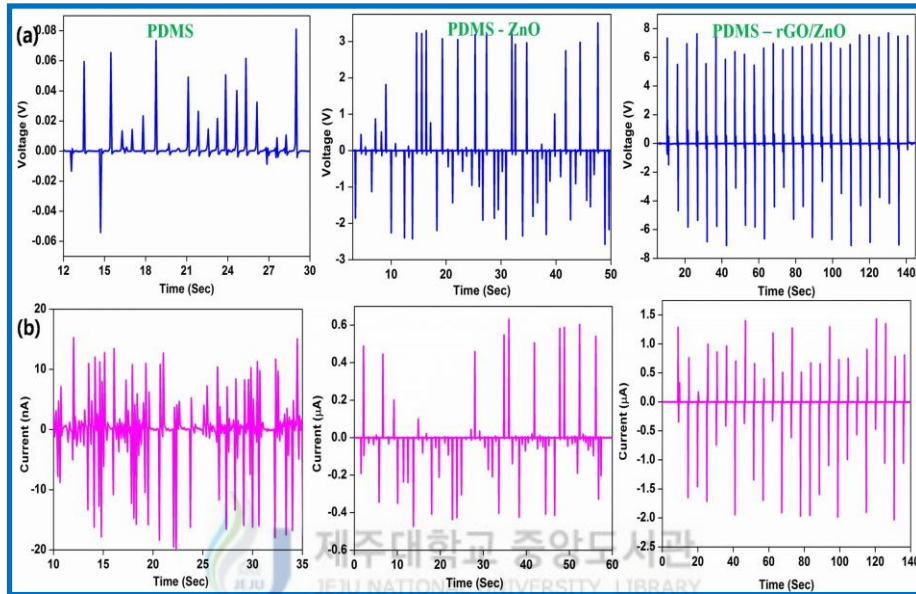 (a)
PDMS
PDMS - ZnO
PDMS – rGO/ZnO
Voltage (V)
0.08
0.06
0.04
0.02
0.00
-0.02
-0.04
-0.06
12 15 18 21 24 27 30
Time (Sec)
Voltage (V)
3
2
1
0
-1
-2
-3
10 20 30 40 50
Time (Sec)
Voltage (V)
8
6
4
2
0
-2
-4
-6
-8
20 40 60 80 100 120 140
Time (Sec)
(b)
Current (nA)
20
10
0
-10
-20
10 15 20 25 30 35
Time (Sec)
Current (µA)
0.6
0.4
0.2
0.0
-0.2
-0.4
-0.6
0 10 20 30 40 50 60
Time (Sec)
Current (µA)
1.5
1.0
0.5
0.0
-0.5
-1.0
-1.5
-2.0
-2.5
0 20 40 60 80 100 120 140
Time (Sec)
제주대학교 중앙도서관
JEJU NATIONAL UNIVERSITY LIBRARY
JEJU